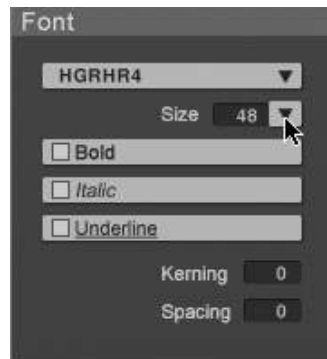 Font
HGRHR4
Size 48
Bold
Italic
Underline
Kerning 0
Spacing 0